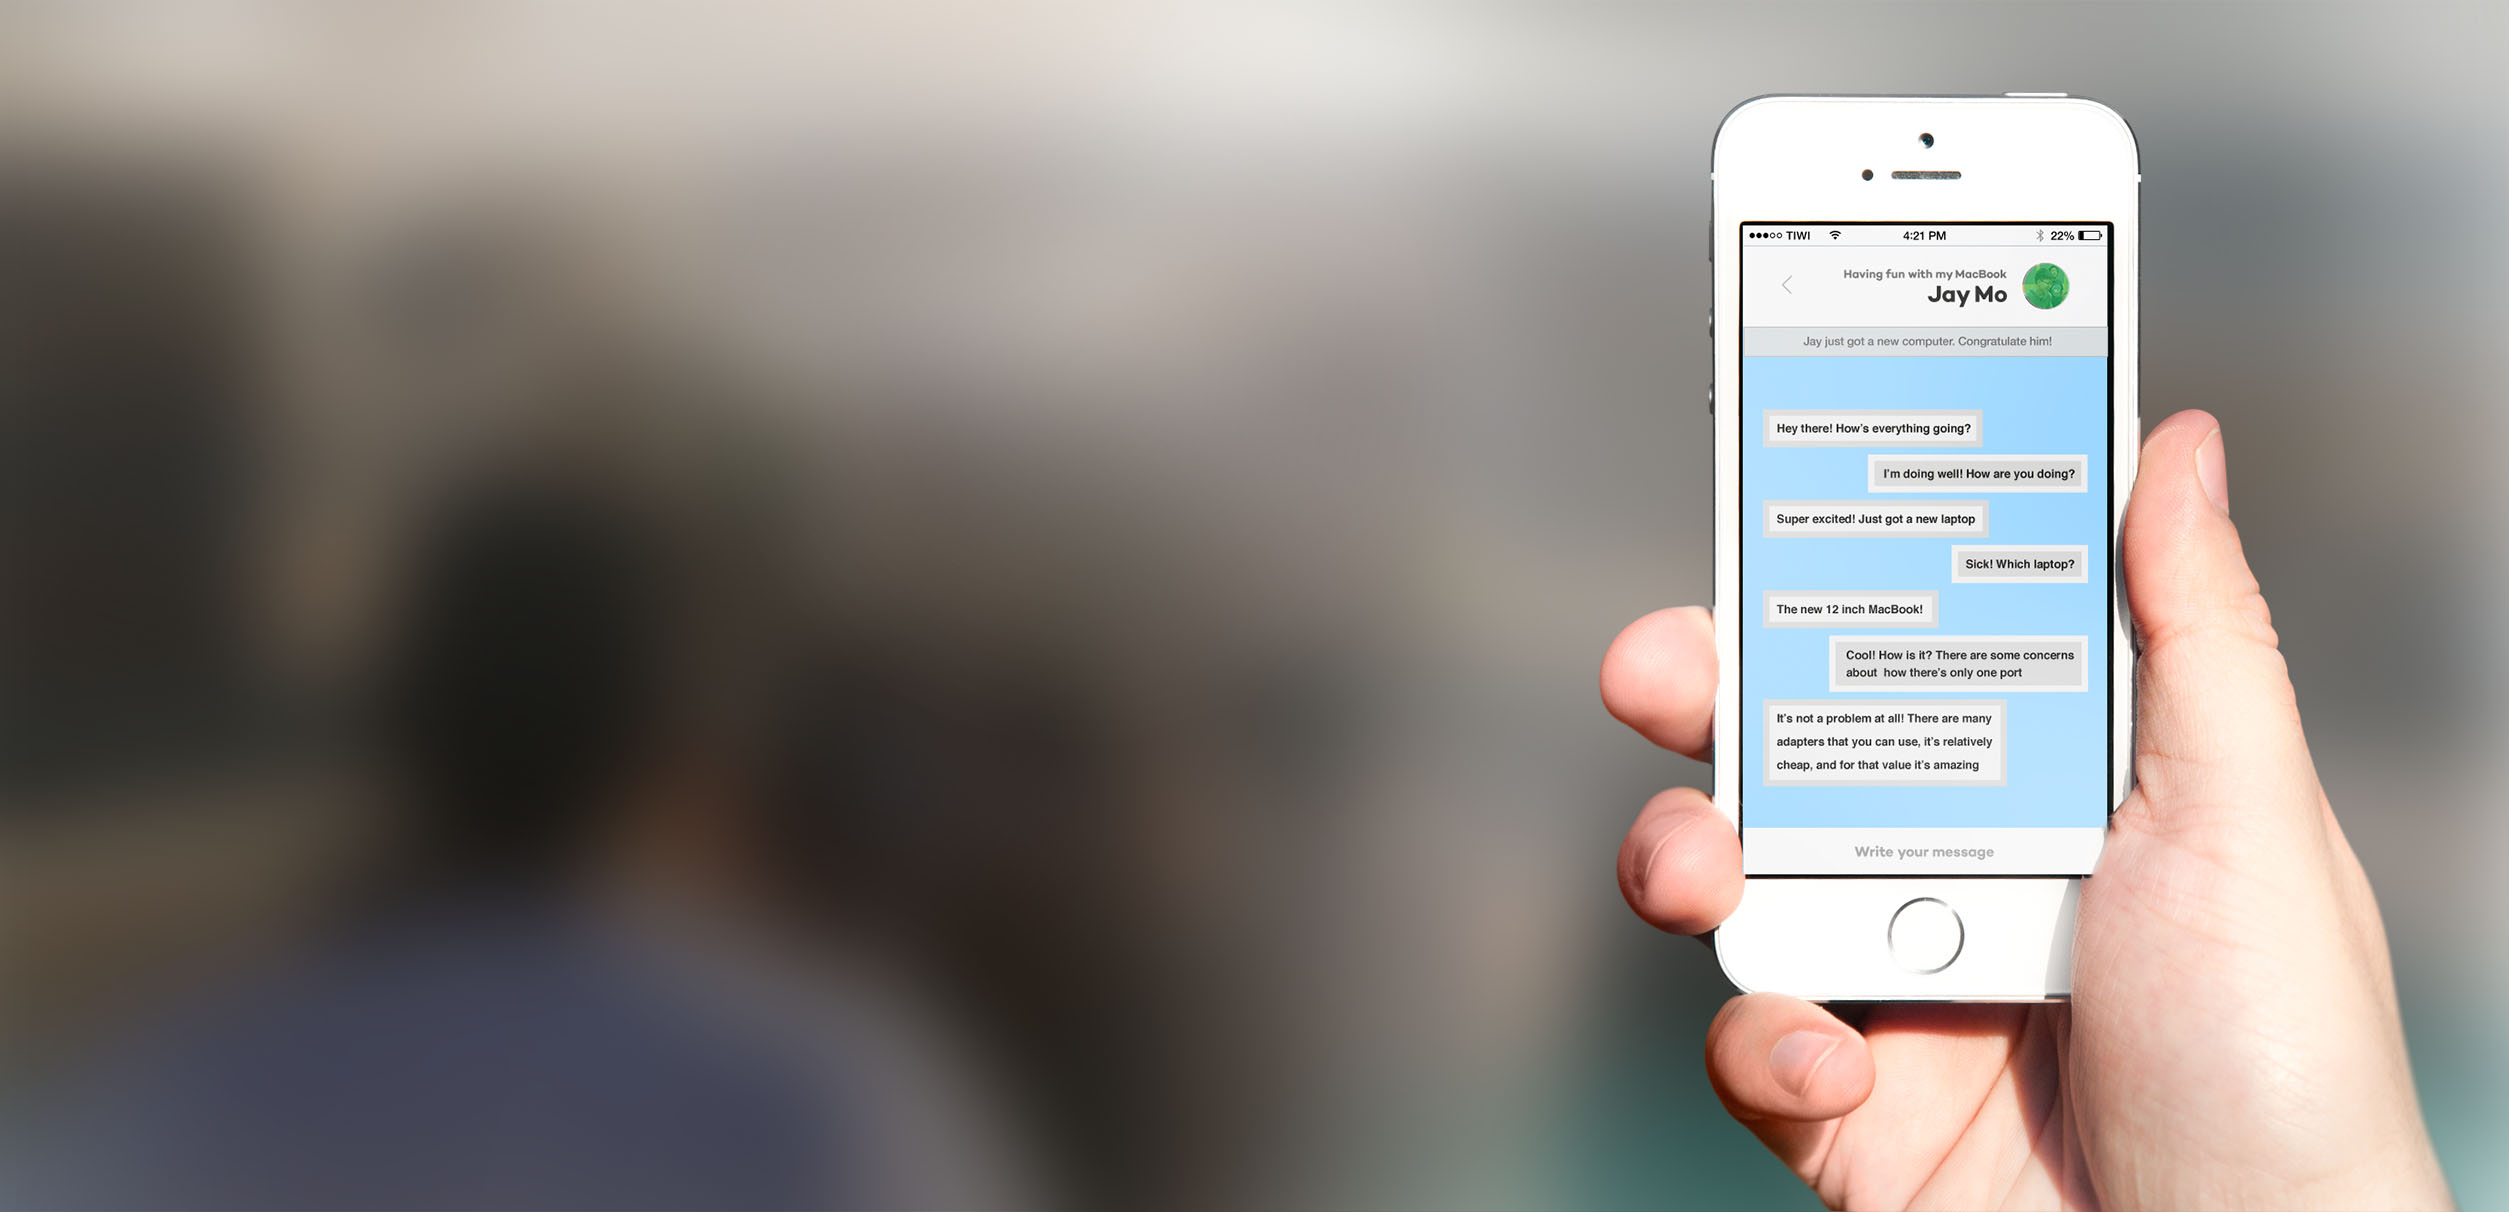 TIWI 4:21 PM 22%
Having fun with my MacBook
Jay Mo
Jay just got a new computer. Congratulate him!
Hey there! How's everything going?
I'm doing well! How are you doing?
Super excited! Just got a new laptop
Sick! Which laptop?
The new 12 inch MacBook!
Cool! How is it? There are some concerns
about how there's only one port
It's not a problem at all! There are many
adapters that you can use, it's relatively
cheap, and for that value it's amazing
Write your message